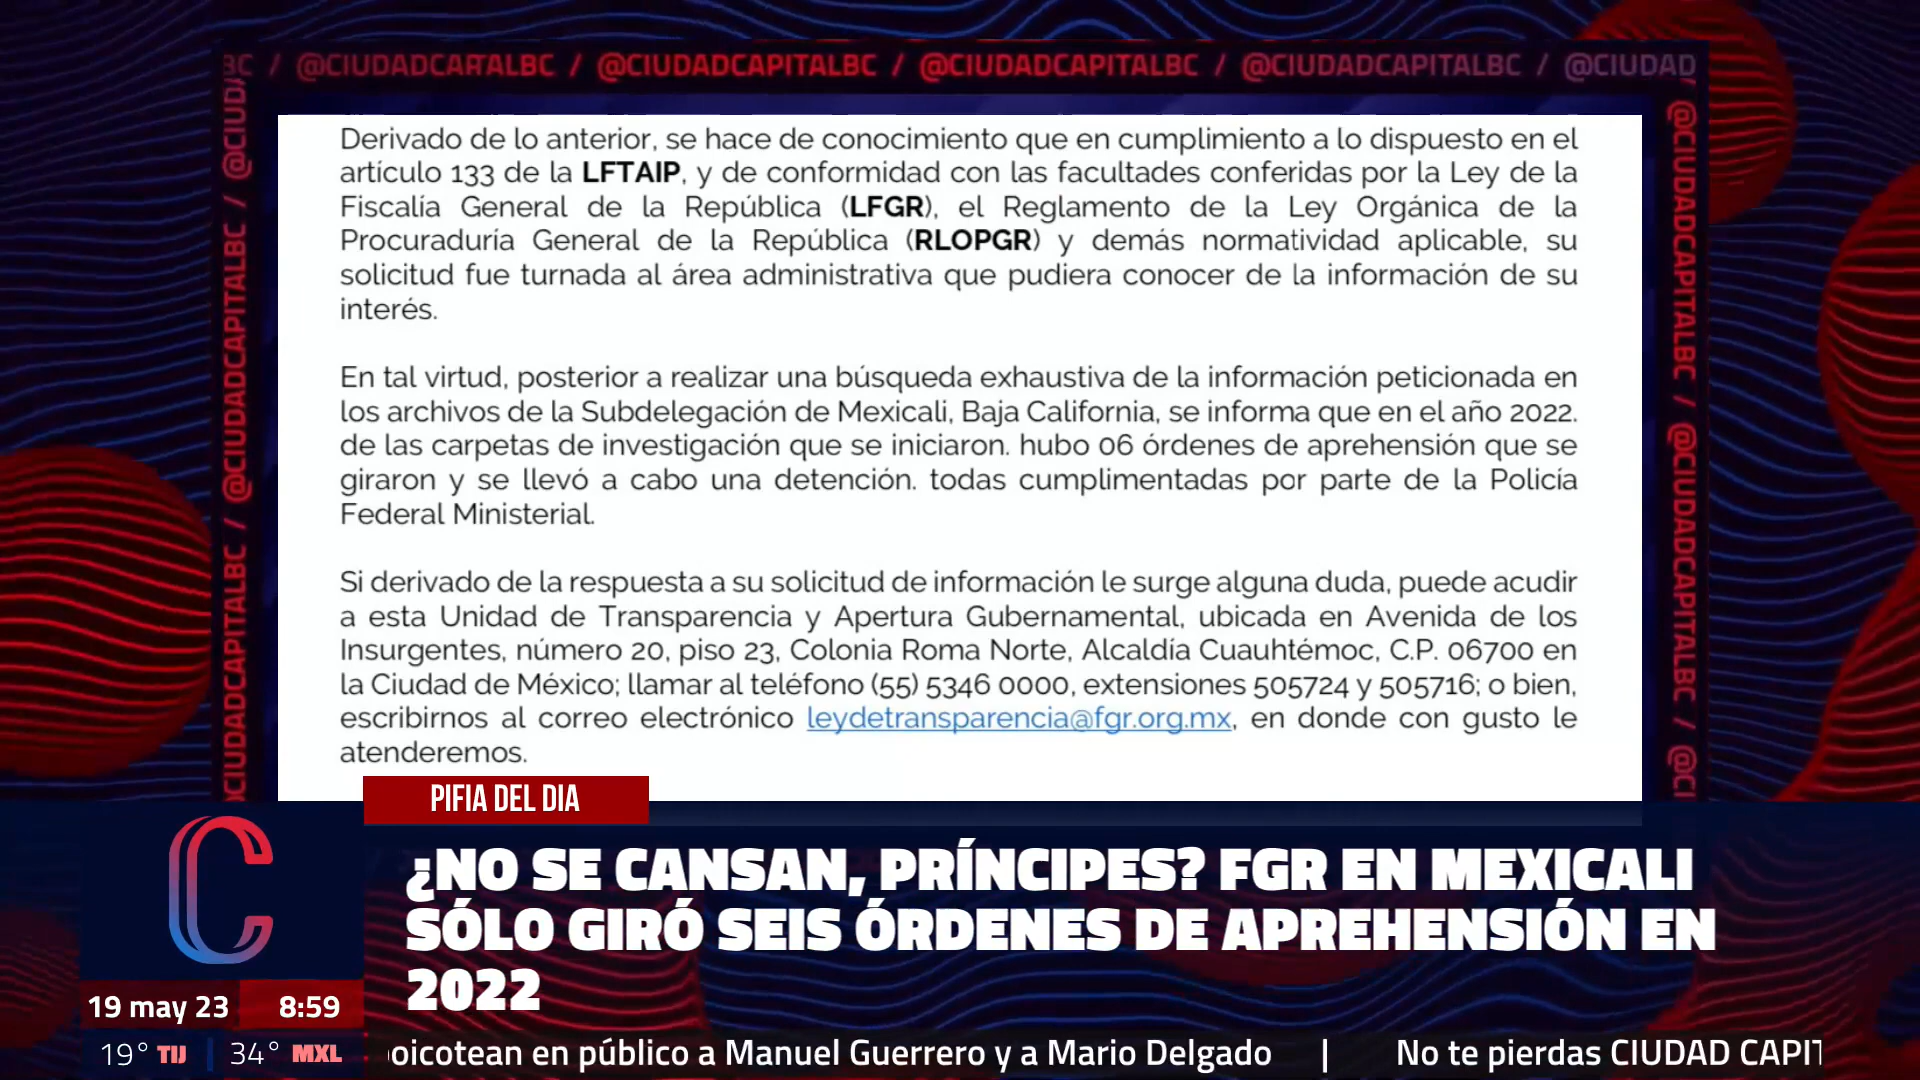 BC / @CIUDADCAPITALBC / @CIUDADCAPITALBC / @CIUDADCAPITALBC / @CIUDADCAPITALBC / @CIUDAD
@CIUDADCAPITALBC / @CIUDADCAPITALBC / @CIUD
/ @CIUDADCAPITALBC / @CIUDADCAPITALBC / @CI
Derivado de lo anterior, se hace de conocimiento que en cumplimiento a lo dispuesto en el
artículo 133 de la LFTAIP, y de conformidad con las facultades conferidas por la Ley de la
Fiscalía General de la República (LFGR), el Reglamento de la Ley Orgánica de la
Procuraduría General de la República (RLOPGR) y demás normatividad aplicable, su
solicitud fue turnada al área administrativa que pudiera conocer de la información de su
interés.
En tal virtud, posterior a realizar una búsqueda exhaustiva de la información peticionada en
los archivos de la Subdelegación de Mexicali, Baja California, se informa que en el año 2022.
de las carpetas de investigación que se iniciaron. hubo 06 órdenes de aprehensión que se
giraron y se llevó a cabo una detención. todas cumplimentadas por parte de la Policía
Federal Ministerial.
Si derivado de la respuesta a su solicitud de información le surge alguna duda, puede acudir
a esta Unidad de Transparencia y Apertura Gubernamental, ubicada en Avenida de los
Insurgentes, número 20, piso 23, Colonia Roma Norte, Alcaldía Cuauhtémoc, C.P. 06700 en
la Ciudad de México; llamar al teléfono (55) 5346 0000, extensiones 505724 y 505716; o bien,
escribirnos al correo electrónico leydetransparencia@fgr.org.mx, en donde con gusto le
atenderemos.
PIFIA DEL DIA
¿NO SE CANSAN, PRÍNCIPES? FGR EN MEXICALI
SÓLO GIRÓ SEIS ÓRDENES DE APREHENSIÓN EN
2022
C
19 may 23 8:59
19° TIJ | 34° MXL
oicotean en público a Manuel Guerrero y a Mario Delgado | No te pierdas CIUDAD CAPIT